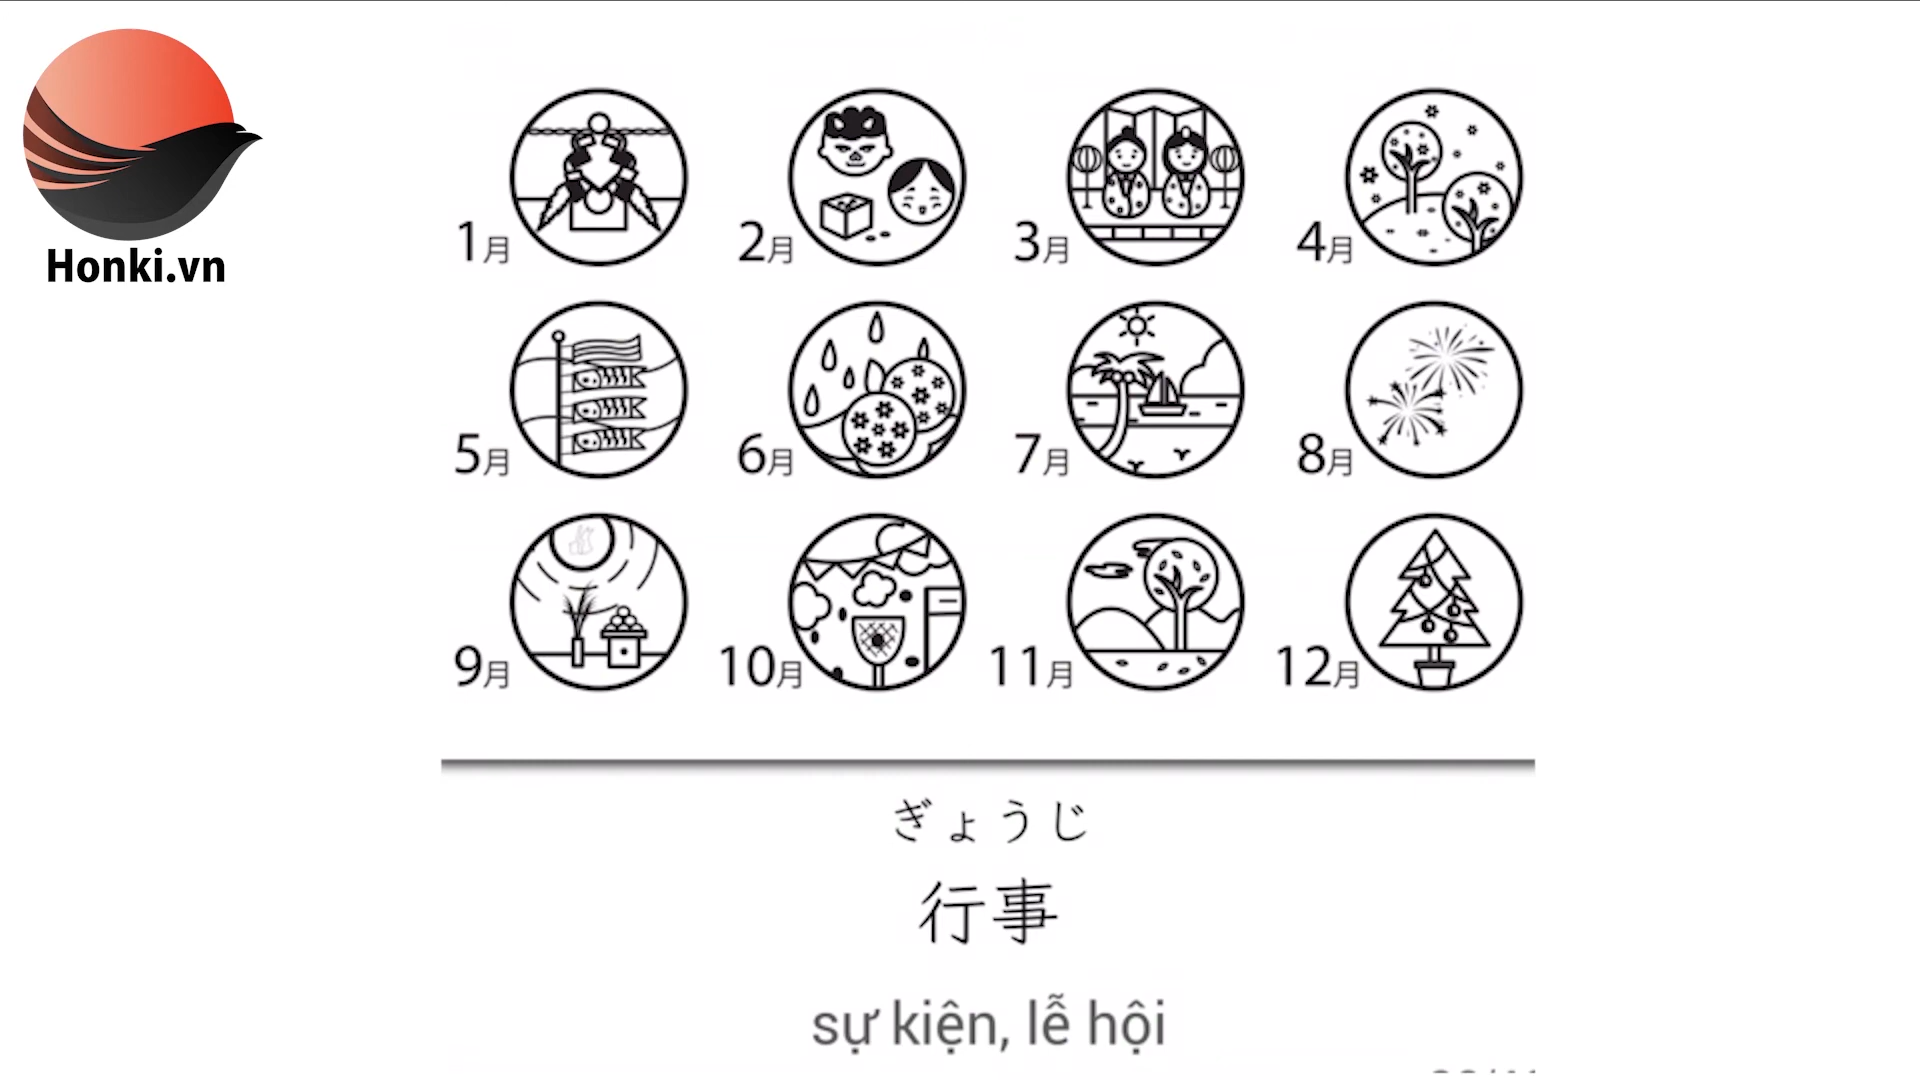 Honki.vn
1月 2月 3月 4月
5月 6月 7月 8月
9月 10月 11月 12月
ぎょうじ
行事
sự kiện, lễ hội